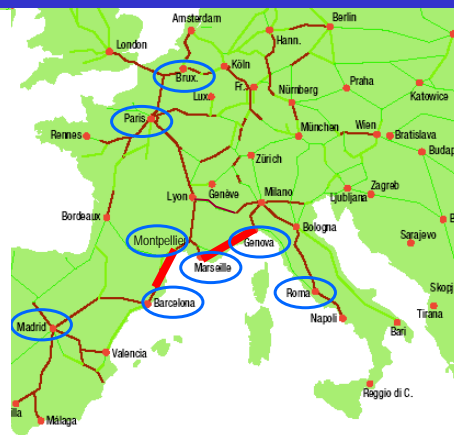 Amsterdam
Berlin
London
Hann.
Brux.
Köln
Praha
Lux.
Fr.
Nürnberg
Katowice
Paris
Rennes
München
Wien
Bratislava
Budap
Zürich
Lyon
Genève
Milano
Ljubljana
Zagreb
Bordeaux
Bologna
Montpellier
Genova
Sarajevo
Marseille
Barcelona
Roma
Skopj
Madrid
Napoli
Bari
Tirana
Valencia
Reggio di C.
lla
Málaga